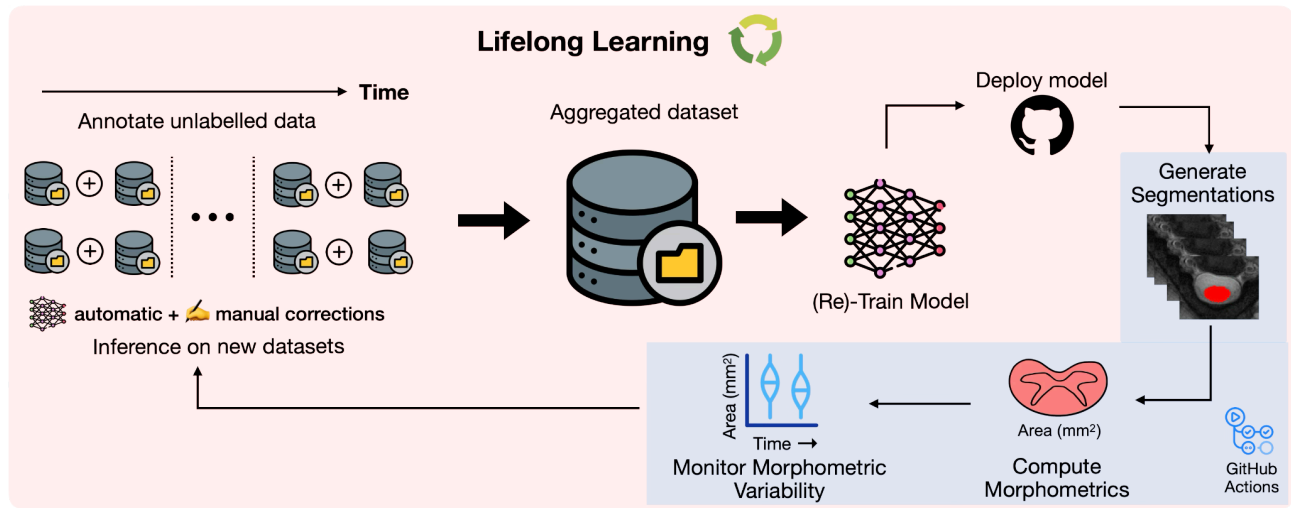 Lifelong Learning
Time
Annotate unlabelled data
automatic + manual corrections
Inference on new datasets
Aggregated dataset
(Re)-Train Model
Deploy model
Generate
Segmentations
Area (mm²)
Compute
Morphometrics
Area (mm²)
Time
Monitor Morphometric
Variability
GitHub
Actions